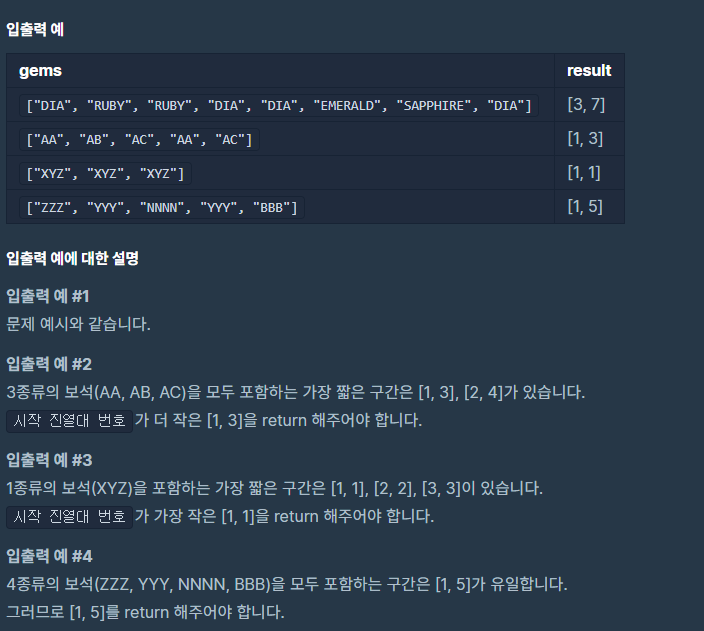 입출력 예
gems result
["DIA", "RUBY", "RUBY", "DIA", "DIA", "EMERALD", "SAPPHIRE", "DIA"] [3, 7]
["AA", "AB", "AC", "AA", "AC"] [1, 3]
["XYZ", "XYZ", "XYZ"] [1, 1]
["ZZZ", "YYY", "NNNN", "YYY", "BBB"] [1, 5]
입출력 예에 대한 설명
입출력 예 #1
문제 예시와 같습니다.
입출력 예 #2
3종류의 보석(AA, AB, AC)을 모두 포함하는 가장 짧은 구간은 [1, 3], [2, 4]가 있습니다.
시작 진열대 번호가 더 작은 [1, 3]을 return 해주어야 합니다.
입출력 예 #3
1종류의 보석(XYZ)을 포함하는 가장 짧은 구간은 [1, 1], [2, 2], [3, 3]이 있습니다.
시작 진열대 번호가 가장 작은 [1, 1]을 return 해주어야 합니다.
입출력 예 #4
4종류의 보석(ZZZ, YYY, NNNN, BBB)을 모두 포함하는 구간은 [1, 5]가 유일합니다.
그러므로 [1, 5]를 return 해주어야 합니다.